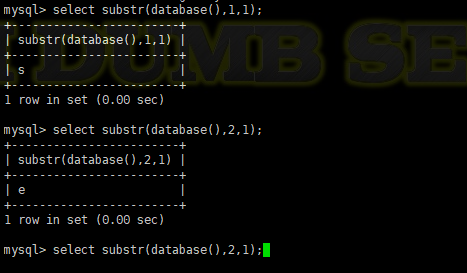 mysql> select substr(database(),1,1);
+------------------------+
| substr(database(),1,1) |
+------------------------+
| s                      |
+------------------------+
1 row in set (0.00 sec)
mysql> select substr(database(),2,1);
+------------------------+
| substr(database(),2,1) |
+------------------------+
| e                      |
+------------------------+
1 row in set (0.00 sec)
mysql> select substr(database(),2,1);
DUMB SE